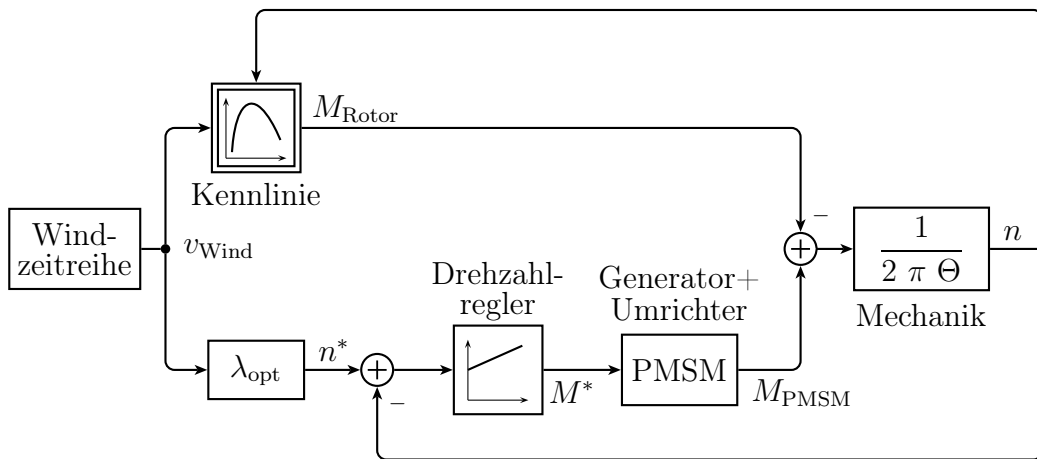 M_Rotor
Kennlinie
Wind-
zeitreihe
v_Wind
Drehzahl-
regler
Generator+
Umrichter
λ_opt
n*
+
−
M*
PMSM
M_PMSM
−
+
1
2 π Θ
Mechanik
n